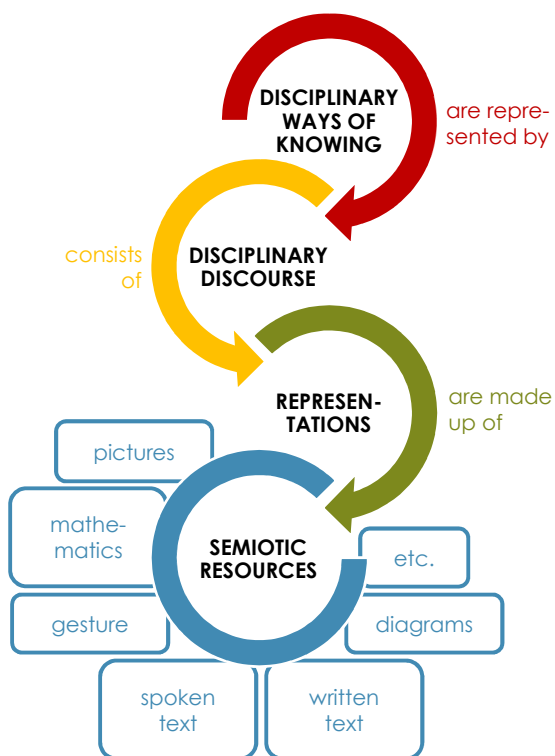 DISCIPLINARY
WAYS OF
KNOWING
are repre-
sented by
consists
of
DISCIPLINARY
DISCOURSE
REPRESEN-
TATIONS
are made
up of
pictures
mathe-
matics
SEMIOTIC
RESOURCES
etc.
gesture
diagrams
spoken
text
written
text